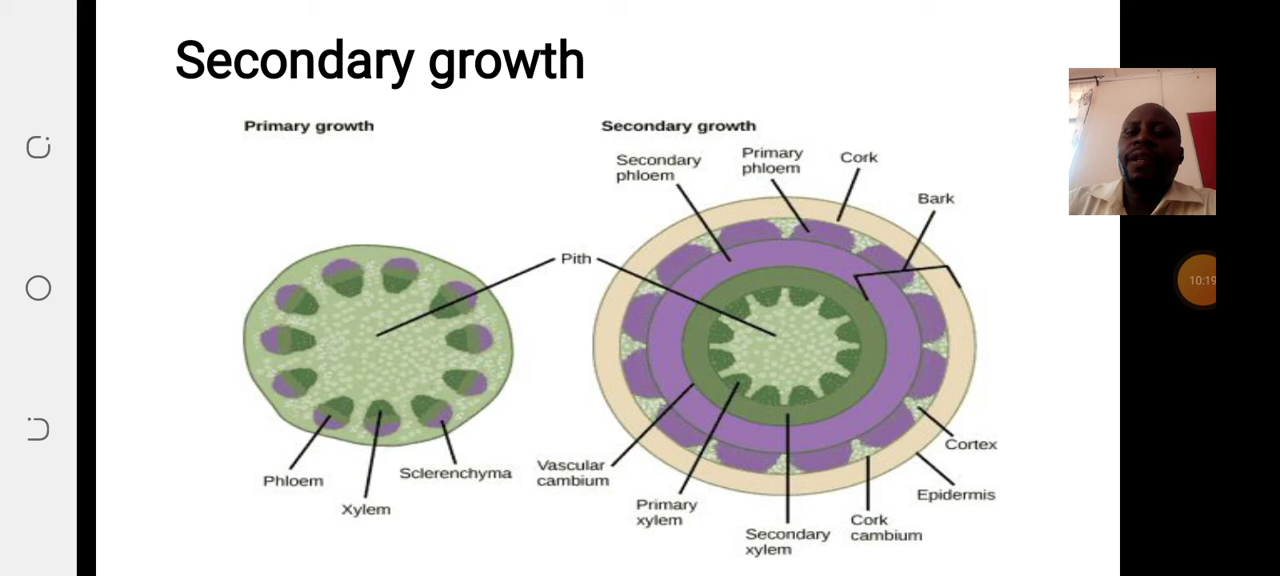 Secondary growth
Primary growth
Secondary growth
Secondary
phloem
Primary
phloem
Cork
Bark
Pith
Phloem
Xylem
Sclerenchyma
Vascular
cambium
Primary
xylem
Secondary
xylem
Cork
cambium
Epidermis
Cortex
10:19